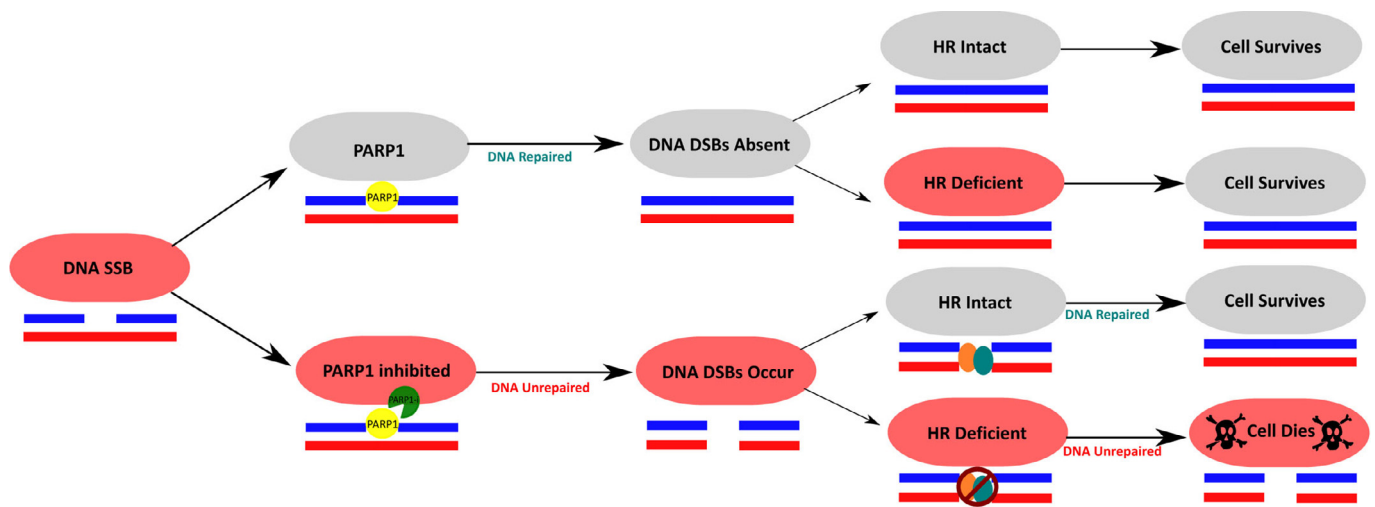 HR Intact
Cell Survives
PARP1
DNA Repaired
DNA DSBs Absent
PARP1
HR Deficient
Cell Survives
DNA SSB
HR Intact
DNA Repaired
Cell Survives
PARP1 inhibited
DNA Unrepaired
DNA DSBs Occur
PARP1-I
PARP1
HR Deficient
DNA Unrepaired
Cell Dies